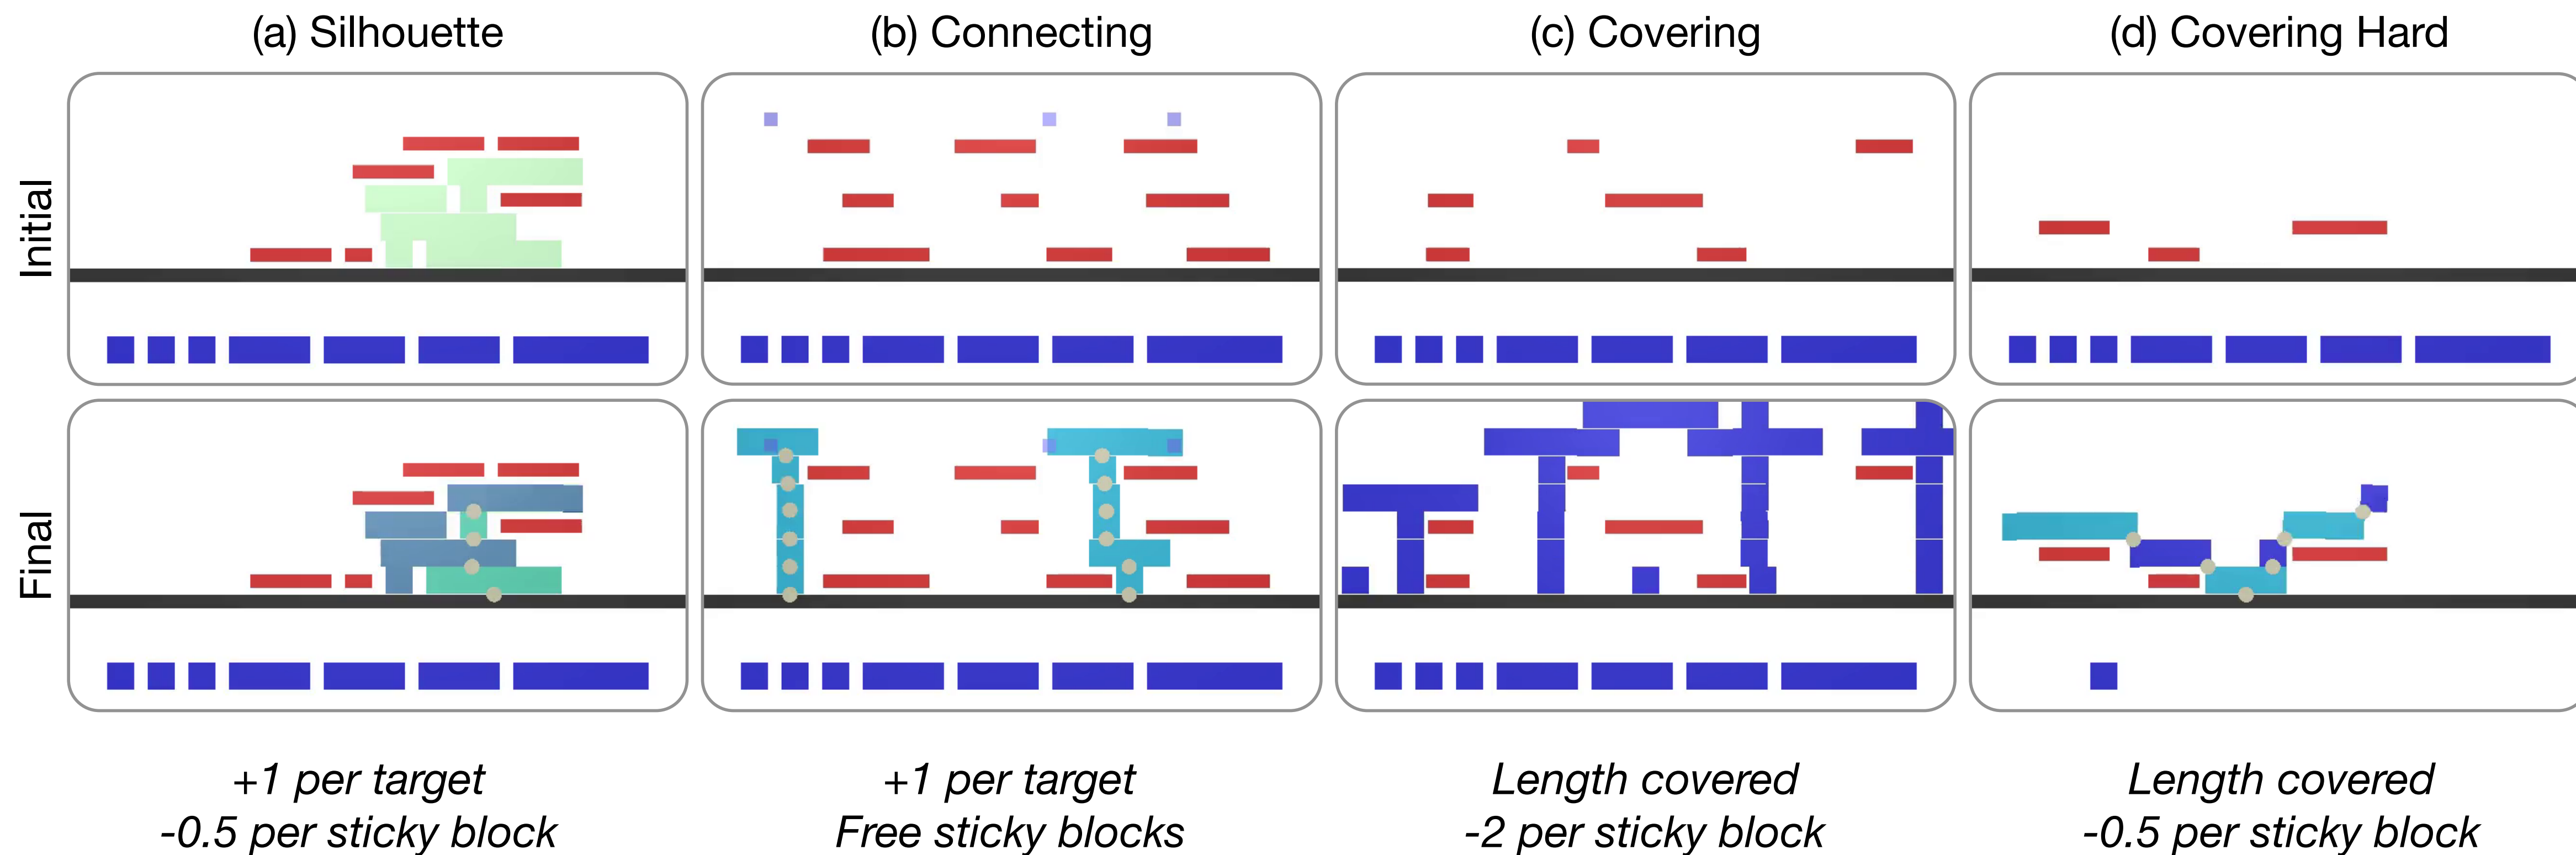 (a) Silhouette
(b) Connecting
(c) Covering
(d) Covering Hard
Initial
Final
+1 per target
-0.5 per sticky block
+1 per target
Free sticky blocks
Length covered
-2 per sticky block
Length covered
-0.5 per sticky block